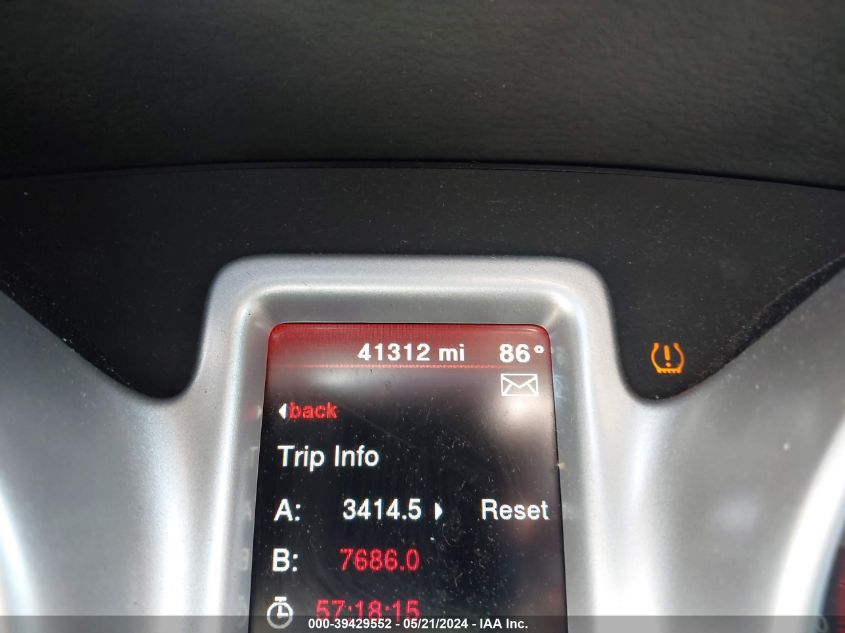 41312 mi 86°
back
Trip Info
A: 3414.5 Reset
B: 7686.0
57:18:15
000-39429552 - 05/21/2024 - IAA Inc.